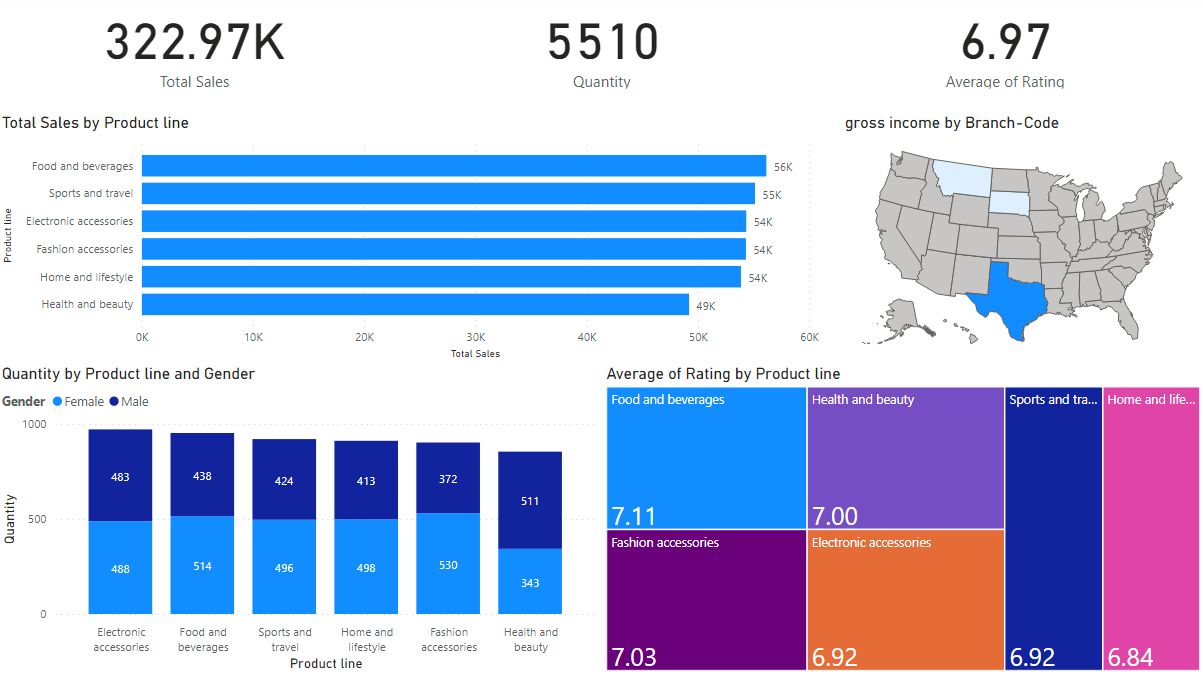 322.97K
Total Sales
5510
Quantity
6.97
Average of Rating
Total Sales by Product line
Product line
Food and beverages
56K
Sports and travel
55K
Electronic accessories
54K
Fashion accessories
54K
Home and lifestyle
54K
Health and beauty
49K
0K
10K
20K
30K
40K
50K
60K
Total Sales
gross income by Branch-Code
Quantity by Product line and Gender
Gender
Female
Male
Quantity
1000
500
0
483
438
424
413
372
511
488
514
496
498
530
343
Electronic
accessories
Food and
beverages
Sports and
travel
Home and
lifestyle
Fashion
accessories
Health and
beauty
Product line
Average of Rating by Product line
Food and beverages
7.11
Health and beauty
7.00
Fashion accessories
7.03
Electronic accessories
6.92
Sports and tra...
6.92
Home and life...
6.84